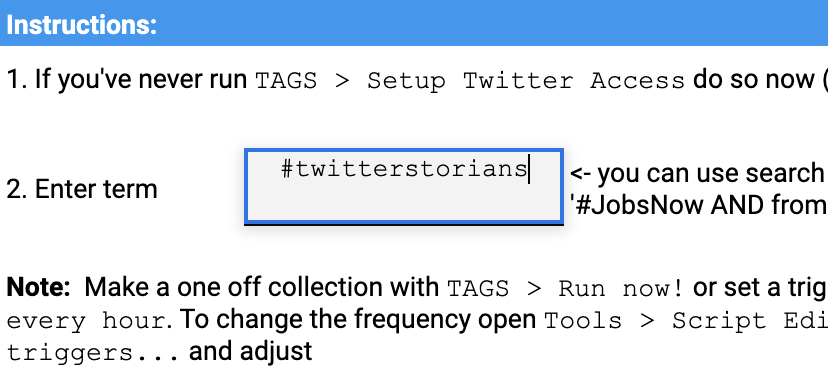 Instructions:
1. If you've never run TAGS > Setup Twitter Access do so now (
2. Enter term
#twitterstorians
<- you can use search
'#JobsNow AND from
Note: Make a one off collection with TAGS > Run now! or set a trig
every hour. To change the frequency open Tools > Script Edi
triggers... and adjust